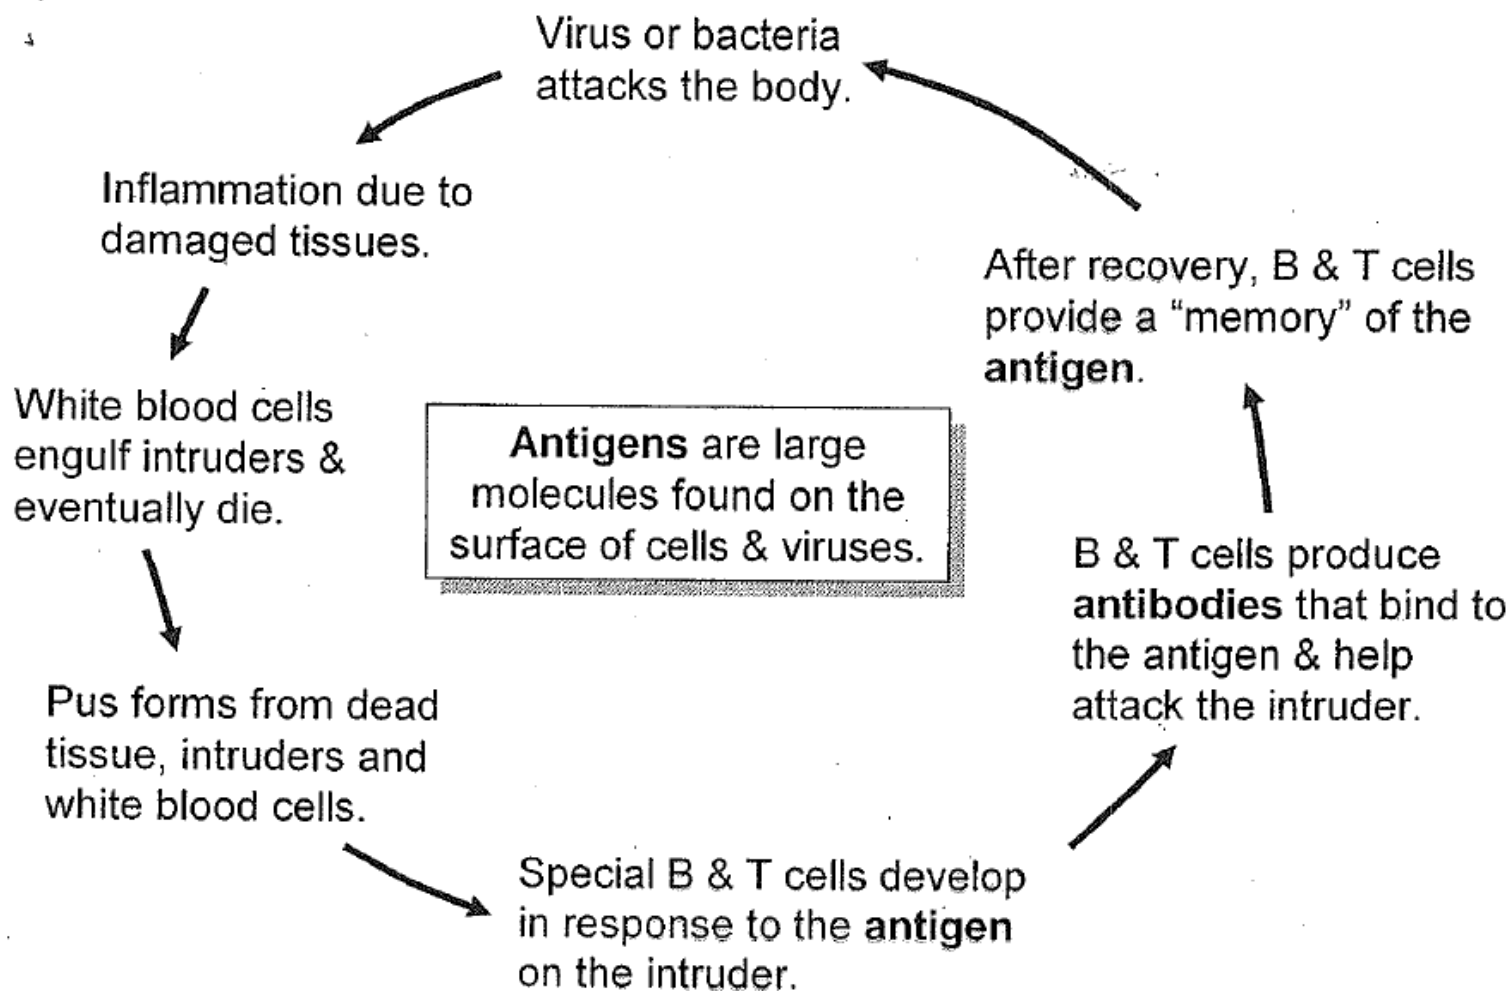 Virus or bacteria
attacks the body.
Inflammation due to
damaged tissues.
White blood cells
engulf intruders &
eventually die.
Pus forms from dead
tissue, intruders and
white blood cells.
Special B & T cells develop
in response to the antigen
on the intruder.
B & T cells produce
antibodies that bind to
the antigen & help
attack the intruder.
After recovery, B & T cells
provide a “memory” of the
antigen.
Antigens are large
molecules found on the
surface of cells & viruses.